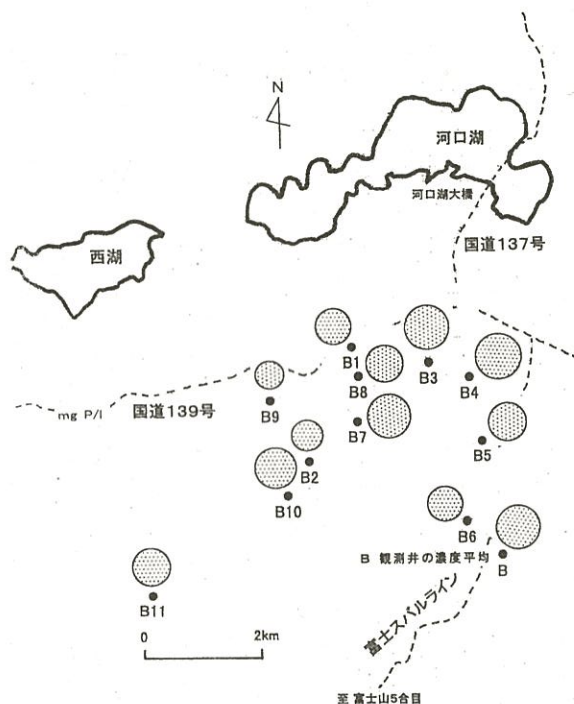 N
河口湖
河口湖大橋
国道137号
西湖
B1
B3
B8
B4
B9
mg P/l
国道139号
B7
B5
B2
B10
B6
B 観測井の濃度平均
B
B11
富士スバルライン
0 2km
至 富士山5合目